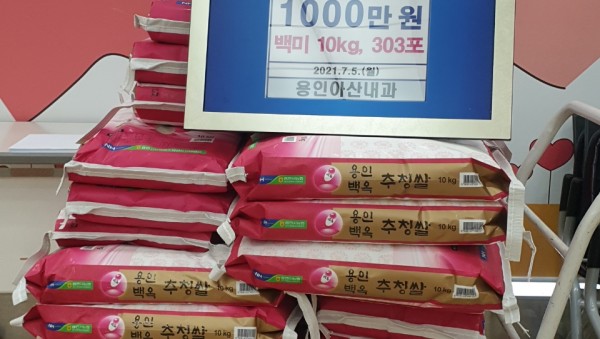 1000만 원
백미 10kg, 303포
2021.7.5.(월)
용인아산내과
용인
백옥 추청쌀 10 kg
용인
백옥 추청쌀 10 kg
용인
백옥 추청쌀 10 kg
용인
백옥 추청쌀 10 kg
용인
백옥 추청쌀 10 kg